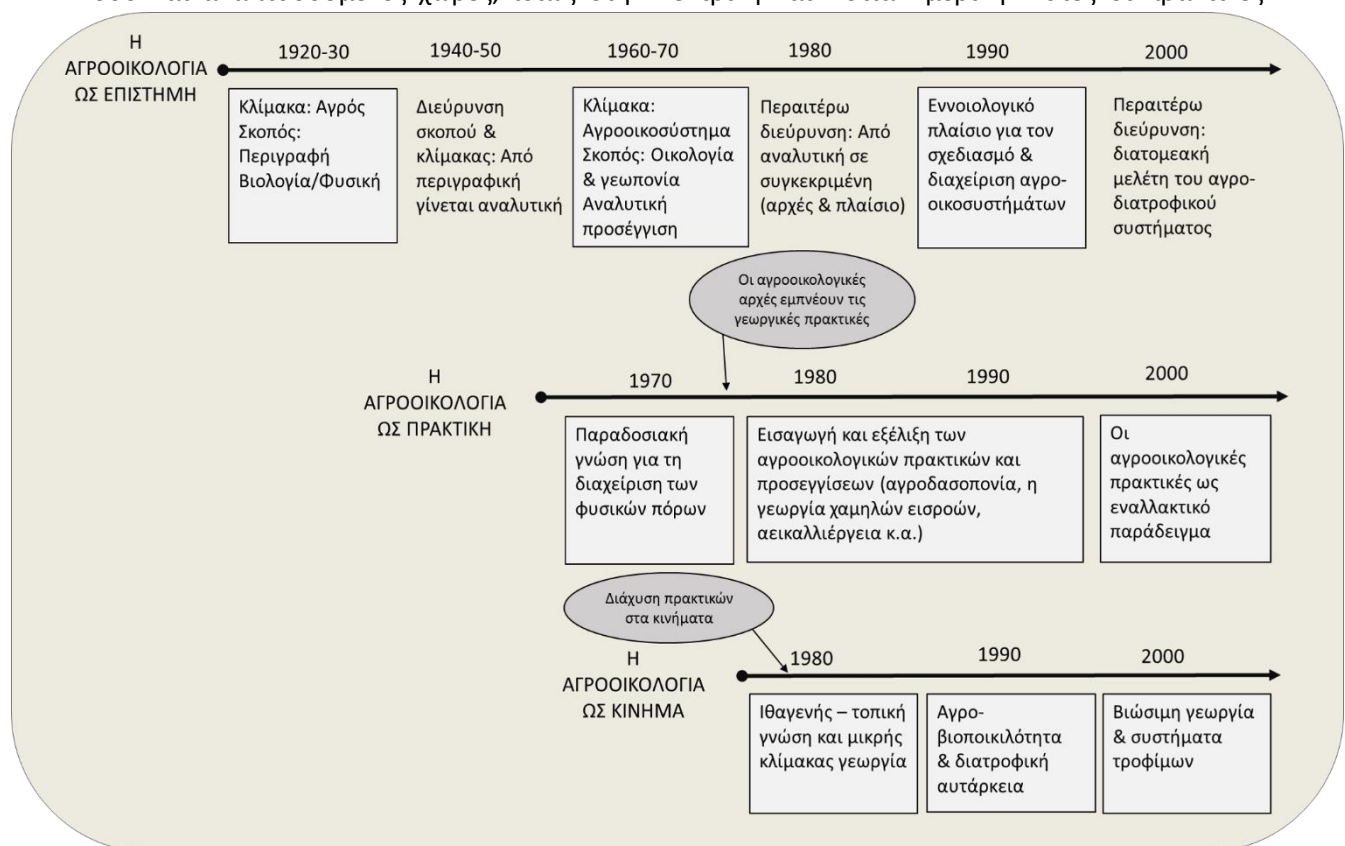 Η
ΑΓΡΟΟΙΚΟΛΟΓΙΑ
ΩΣ ΕΠΙΣΤΗΜΗ
1920-30
1940-50
1960-70
1980
1990
2000
Κλίμακα: Αγρός
Σκοπός:
Περιγραφή
Βιολογία/Φυσική
Διεύρυνση
σκοπού &
κλίμακας: Από
περιγραφική
γίνεται αναλυτική
Κλίμακα:
Αγροοικοσύστημα
Σκοπός: Οικολογία
& γεωπονία
Αναλυτική
προσέγγιση
Περαιτέρω
διεύρυνση: Από
αναλυτική σε
συγκεκριμένη
(αρχές & πλαίσιο)
Εννοιολογικό
πλαίσιο για τον
σχεδιασμό &
διαχείριση αγρο-
οικοσυστήμάτων
Περαιτέρω
διεύρυνση:
διατομεακή
μελέτη του αγρο-
διατροφικού
συστήματος
Οι αγροοικολογικές
αρχές εμπνέουν τις
γεωργικές πρακτικές
Η
ΑΓΡΟΟΙΚΟΛΟΓΙΑ
ΩΣ ΠΡΑΚΤΙΚΗ
1970
1980
1990
2000
Παραδοσιακή
γνώση για τη
διαχείριση των
φυσικών πόρων
Εισαγωγή και εξέλιξη των
αγροοικολογικών πρακτικών και
προσεγγίσεων (αγροδασοπονία, η
γεωργία χαμηλών εισροών,
αεικαλλιέργεια κ.α.)
Οι
αγροοικολογικές
πρακτικές ως
εναλλακτικό
παράδειγμα
Διάχυση πρακτικών
στα κινήματα
Η
ΑΓΡΟΟΙΚΟΛΟΓΙΑ
ΩΣ ΚΙΝΗΜΑ
1980
1990
2000
Ιθαγενής – τοπική
γνώση και μικρής
κλίμακας γεωργία
Αγρο-
βιοποικιλότητα
& διατροφική
αυτάρκεια
Βιώσιμη γεωργία
& συστήματα
τροφίμων